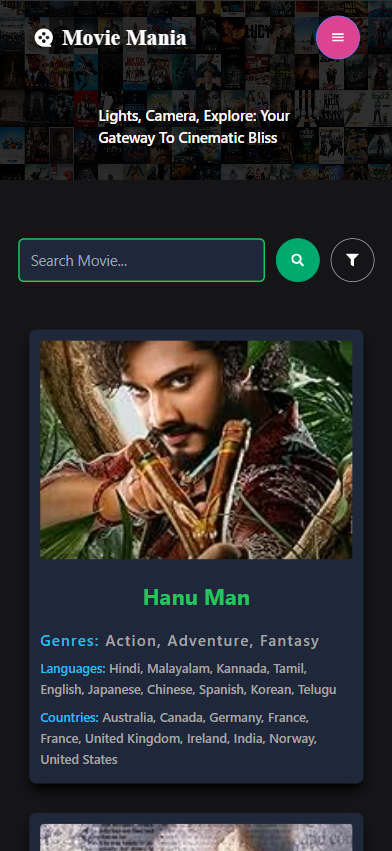 Movie Mania
Lights, Camera, Explore: Your
Gateway To Cinematic Bliss
Search Movie...
Hanu Man
Genres: Action, Adventure, Fantasy
Languages: Hindi, Malayalam, Kannada, Tamil,
English, Japanese, Chinese, Spanish, Korean, Telugu
Countries: Australia, Canada, Germany, France,
France, United Kingdom, Ireland, India, Norway,
United States